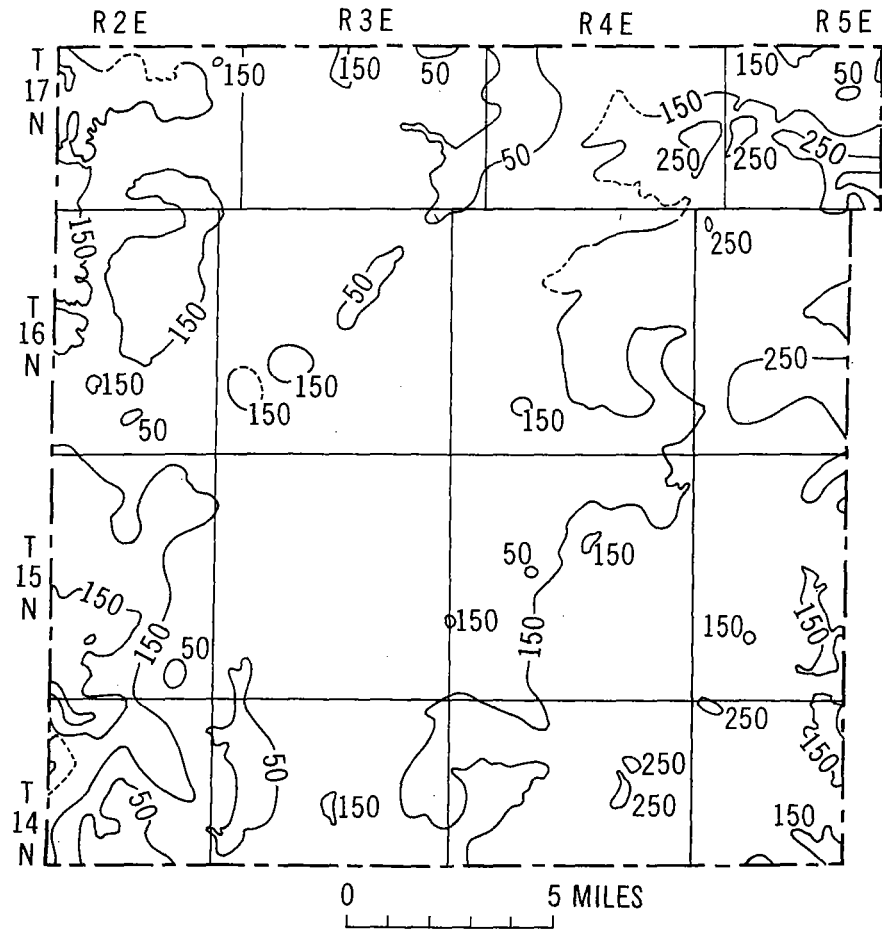 R2E R3E R4E R5E
T 17 N
150 150 50 150 50
150
50 250 250 250
150 250
T 16 N
50
150
250
150 150
150 150
50
T 15 N
50 150
150
150 50 150 150 150 150
250
150
T 14 N
50 50 150 250 250 150
0 5 MILES